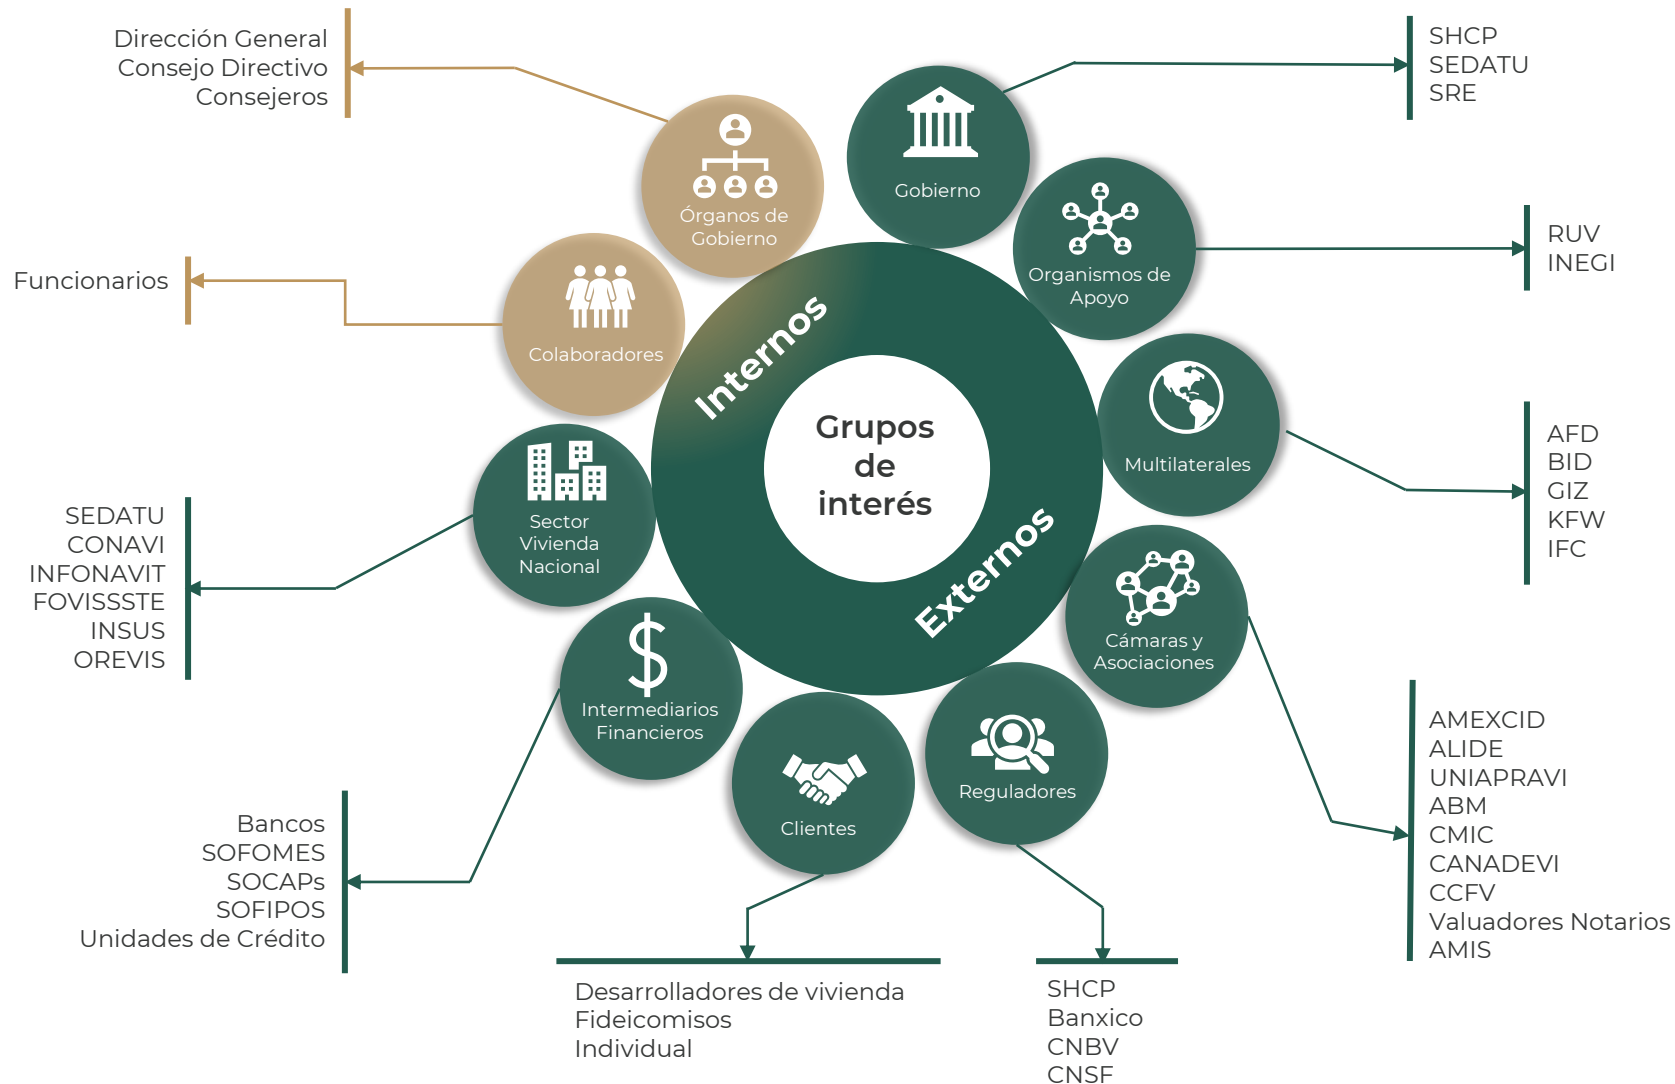 Grupos
de
interés
Internos
Externos
Órganos de
Gobierno
Dirección General
Consejo Directivo
Consejeros
Colaboradores
Funcionarios
Gobierno
SHCP
SEDATU
SRE
Organismos de
Apoyo
RUV
INEGI
Multilaterales
AFD
BID
GIZ
KFW
IFC
Cámaras y
Asociaciones
AMEXCID
ALIDE
UNIAPRAVI
ABM
CMIC
CANADEVI
CCFV
Valuadores Notarios
AMIS
Reguladores
SHCP
Banxico
CNBV
CNSF
Clientes
Desarrolladores de vivienda
Fideicomisos
Individual
Intermediarios
Financieros
Bancos
SOFOMES
SOCAPs
SOFIPOS
Unidades de Crédito
Sector
Vivienda
Nacional
SEDATU
CONAVI
INFONAVIT
FOVISSSTE
INSUS
OREVIS